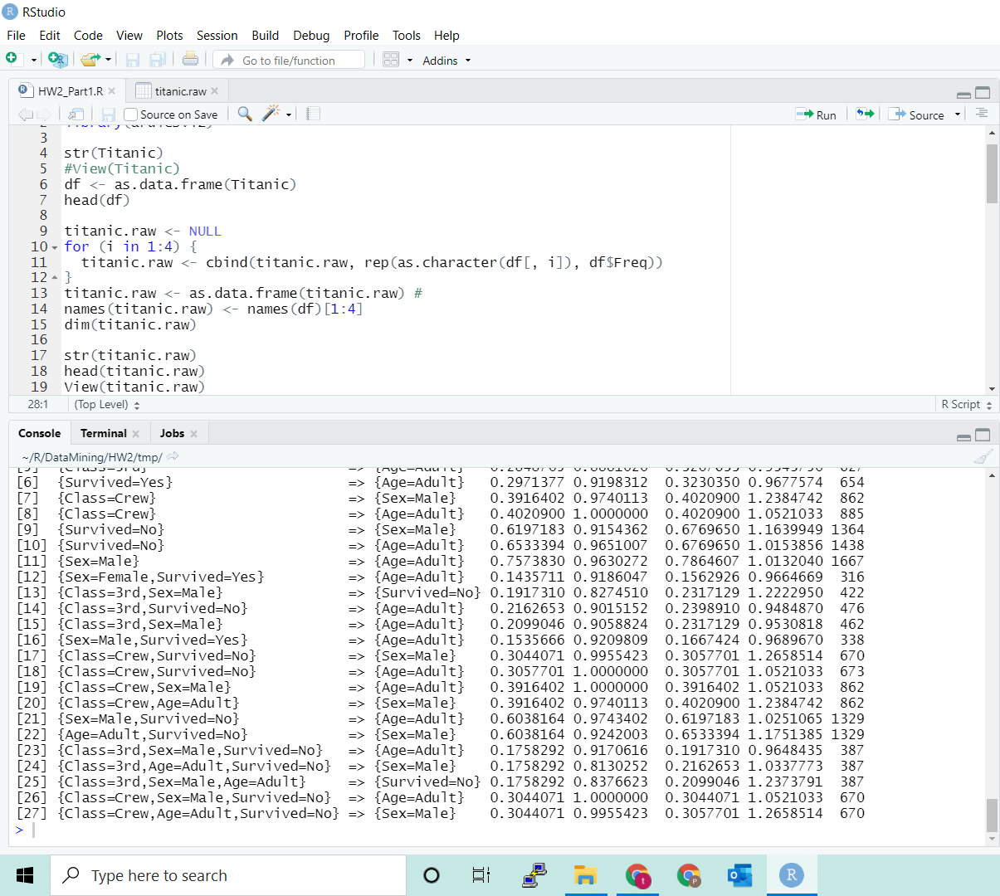 RStudio
File Edit Code View Plots Session Build Debug Profile Tools Help
Go to file/function Addins
HW2_Part1.R titanic.raw
Source on Save Run Source
3
4 str(Titanic)
5 #View(Titanic)
6 df <- as.data.frame(Titanic)
7 head(df)
8
9 titanic.raw <- NULL
10 for (i in 1:4) {
11 titanic.raw <- cbind(titanic.raw, rep(as.character(df[, i]), df$Freq))
12 }
13 titanic.raw <- as.data.frame(titanic.raw) #
14 names(titanic.raw) <- names(df)[1:4]
15 dim(titanic.raw)
16
17 str(titanic.raw)
18 head(titanic.raw)
19 View(titanic.raw)
28:1 (Top Level) R Script
Console Terminal Jobs
~/R/DataMining/HW2/tmp/
[6] {Survived=Yes} => {Age=Adult} 0.2971377 0.9198312 0.3230350 0.9677574 654
[7] {Class=Crew} => {Sex=Male} 0.3916402 0.9740113 0.4020900 1.2384742 862
[8] {Class=Crew} => {Age=Adult} 0.4020900 1.0000000 0.4020900 1.0521033 885
[9] {Survived=No} => {Sex=Male} 0.6197183 0.9154362 0.6769650 1.1639949 1364
[10] {Survived=No} => {Age=Adult} 0.6533394 0.9651007 0.6769650 1.0153856 1438
[11] {Sex=Male} => {Age=Adult} 0.7573830 0.9630272 0.7864607 1.0132040 1667
[12] {Sex=Female,Survived=Yes} => {Age=Adult} 0.1435711 0.9186047 0.1562926 0.9664669 316
[13] {Class=3rd,Sex=Male} => {Survived=No} 0.1917310 0.8274510 0.2317129 1.2222950 422
[14] {Class=3rd,Survived=No} => {Age=Adult} 0.2162653 0.9015152 0.2398910 0.9484870 476
[15] {Class=3rd,Sex=Male} => {Age=Adult} 0.2099046 0.9058824 0.2317129 0.9530818 462
[16] {Sex=Male,Survived=Yes} => {Age=Adult} 0.1535666 0.9209809 0.1667424 0.9689670 338
[17] {Class=Crew,Survived=No} => {Sex=Male} 0.3044071 0.9955423 0.3057701 1.2658514 670
[18] {Class=Crew,Survived=No} => {Age=Adult} 0.3057701 1.0000000 0.3057701 1.0521033 673
[19] {Class=Crew,Sex=Male} => {Age=Adult} 0.3916402 1.0000000 0.3916402 1.0521033 862
[20] {Class=Crew,Age=Adult} => {Sex=Male} 0.3916402 0.9740113 0.4020900 1.2384742 862
[21] {Sex=Male,Survived=No} => {Age=Adult} 0.6038164 0.9743402 0.6197183 1.0251065 1329
[22] {Age=Adult,Survived=No} => {Sex=Male} 0.6038164 0.9242003 0.6533394 1.1751385 1329
[23] {Class=3rd,Sex=Male,Survived=No} => {Age=Adult} 0.1758292 0.9170616 0.1917310 0.9648435 387
[24] {Class=3rd,Age=Adult,Survived=No} => {Sex=Male} 0.1758292 0.8130252 0.2162653 1.0337773 387
[25] {Class=3rd,Sex=Male,Age=Adult} => {Survived=No} 0.1758292 0.8376623 0.2099046 1.2373791 387
[26] {Class=Crew,Sex=Male,Survived=No} => {Age=Adult} 0.3044071 1.0000000 0.3044071 1.0521033 670
[27] {Class=Crew,Age=Adult,Survived=No} => {Sex=Male} 0.3044071 0.9955423 0.3057701 1.2658514 670
>
Type here to search